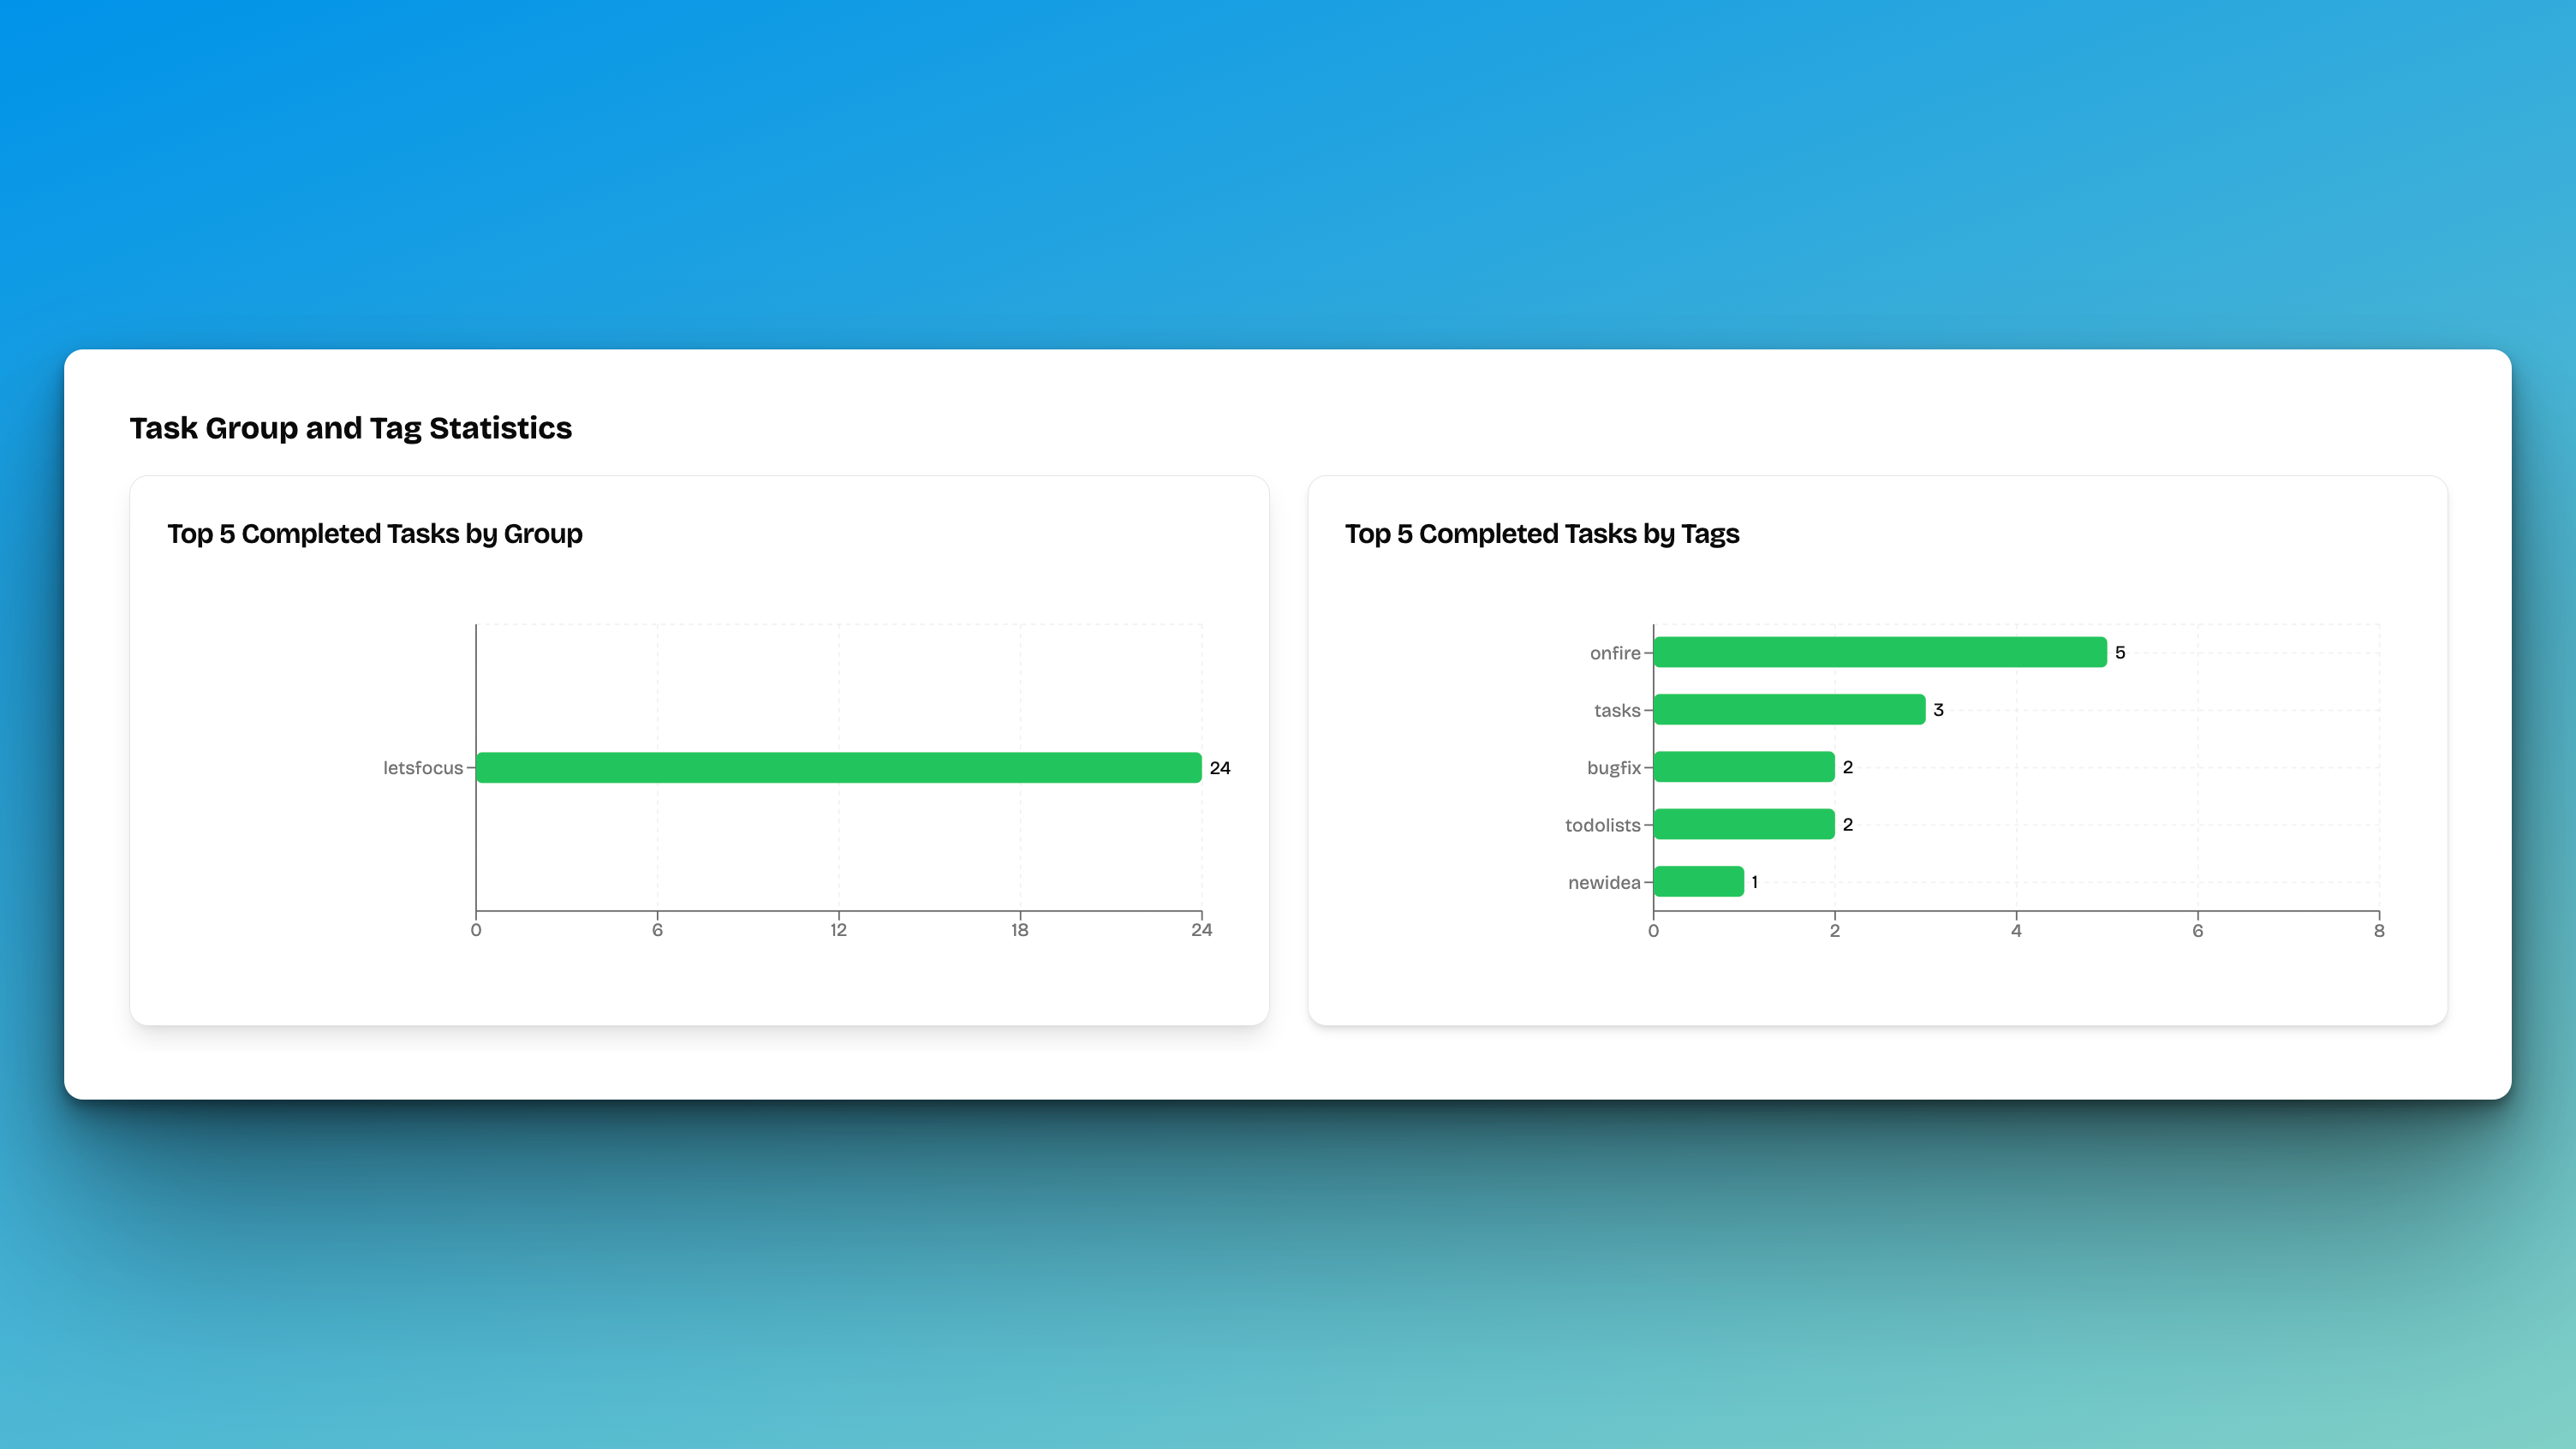 Task Group and Tag Statistics
Top 5 Completed Tasks by Group
letsfocus 24
0 6 12 18 24
Top 5 Completed Tasks by Tags
onfire 5
tasks 3
bugfix 2
todolists 2
newidea 1
0 2 4 6 8